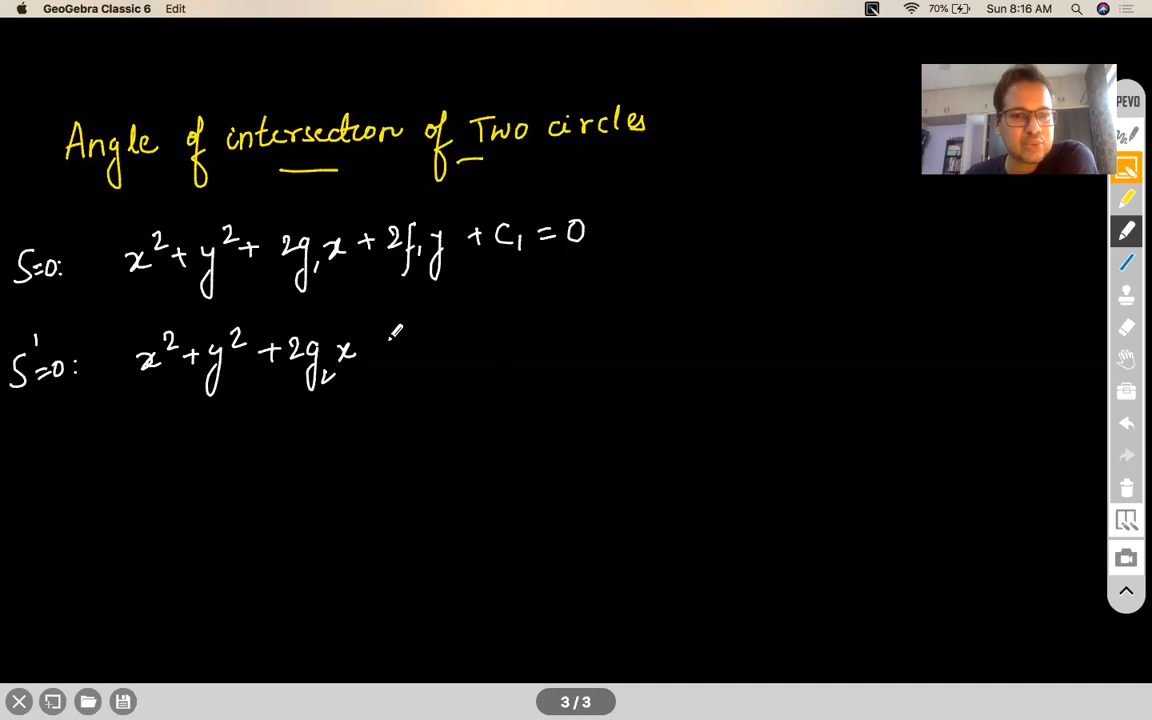 GeoGebra Classic 6 Edit 70% Sun 8:16 AM
IPEVO
Angle of intersection of Two circles
S=0: x²+y²+ 2g₁x + 2f₁y + C₁ = 0
S'=0: x²+y² + 2g₂x
3 / 3